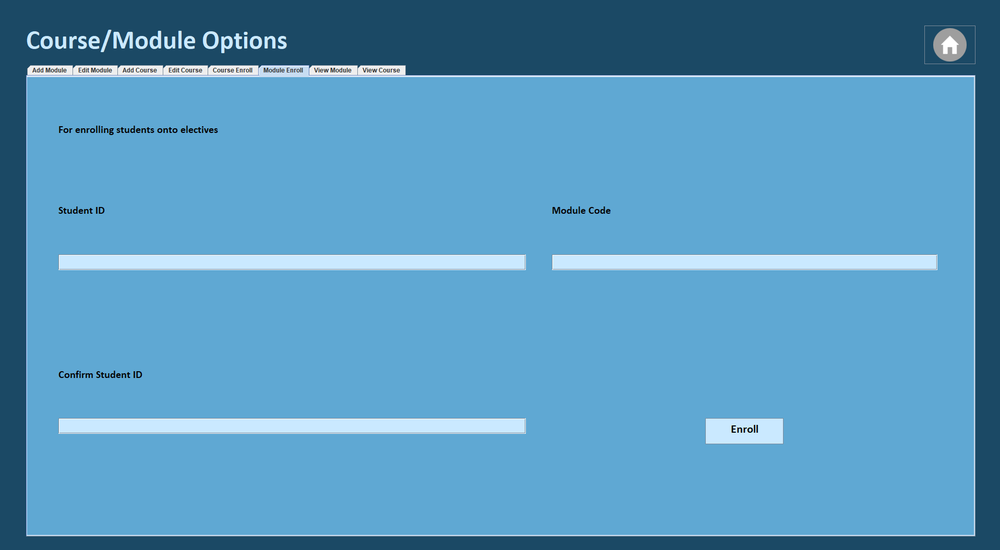 Course/Module Options
Add Module Edit Module Add Course Edit Course Course Enroll Module Enroll View Module View Course
For enrolling students onto electives
Student ID Module Code
Confirm Student ID
Enroll